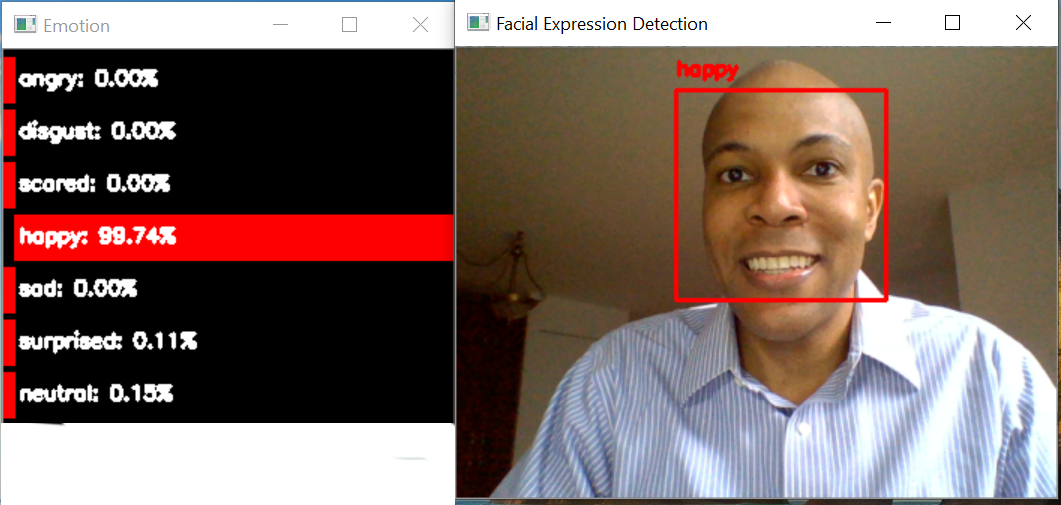 Emotion
angry: 0.00%
disgust: 0.00%
scared: 0.00%
happy: 99.74%
sad: 0.00%
surprised: 0.11%
neutral: 0.15%
Facial Expression Detection
happy